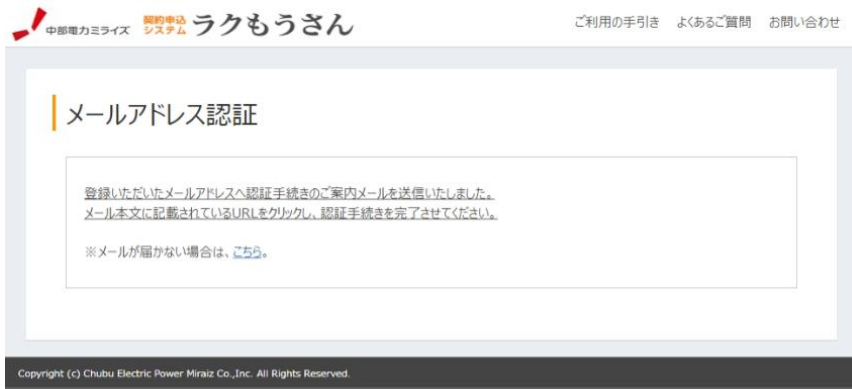 中部電力ミライズ 契約申込システム ラクもうさん ご利用の手引き よくあるご質問 お問い合わせ
メールアドレス認証
登録いただいたメールアドレスへ認証手続きのご案内メールを送信いたしました。
メール本文に記載されているURLをクリックし、認証手続きを完了させてください。
※メールが届かない場合は、こちら。
Copyright (c) Chubu Electric Power Miraiz Co.,Inc. All Rights Reserved.